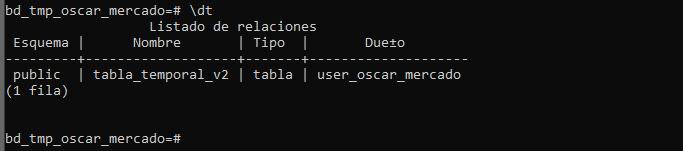 bd_tmp_oscar_mercado=# \dt
Listado de relaciones
Esquema |       Nombre       | Tipo  |        Due±o
---------+--------------------+-------+---------------------
public  | tabla_temporal_v2 | tabla | user_oscar_mercado
(1 fila)
bd_tmp_oscar_mercado=#